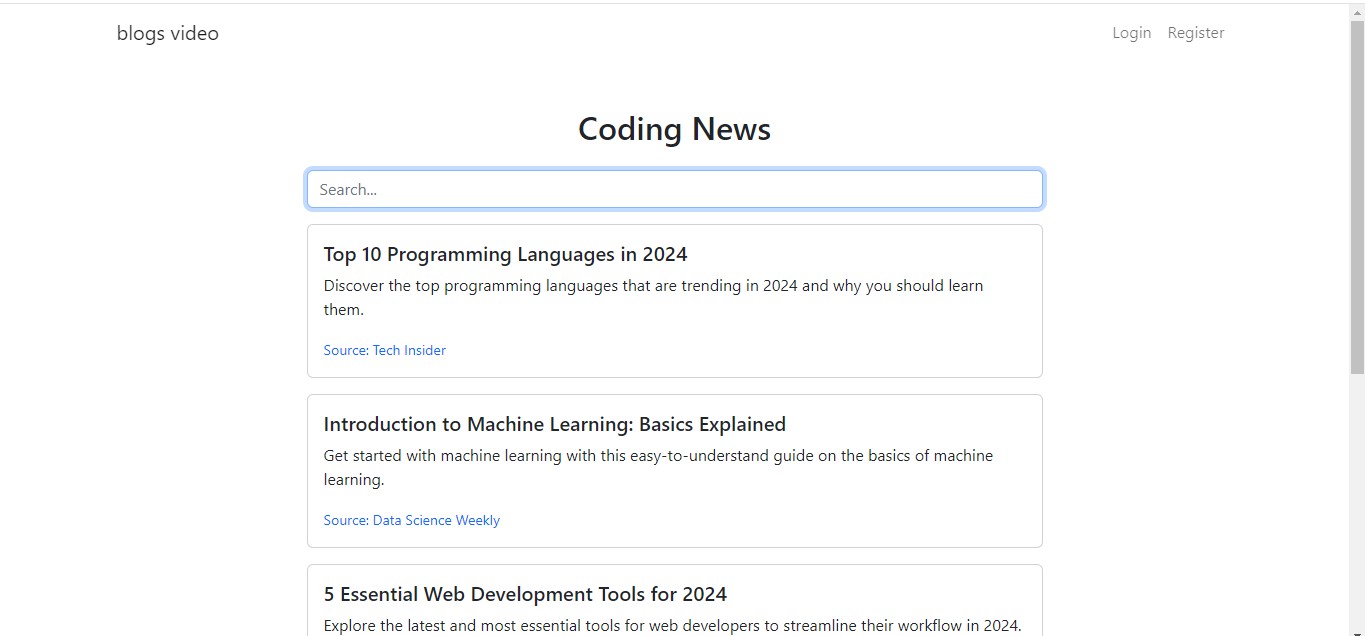 blogs video
Login Register
Coding News
Search...
Top 10 Programming Languages in 2024
Discover the top programming languages that are trending in 2024 and why you should learn
them.
Source: Tech Insider
Introduction to Machine Learning: Basics Explained
Get started with machine learning with this easy-to-understand guide on the basics of machine
learning.
Source: Data Science Weekly
5 Essential Web Development Tools for 2024
Explore the latest and most essential tools for web developers to streamline their workflow in 2024.